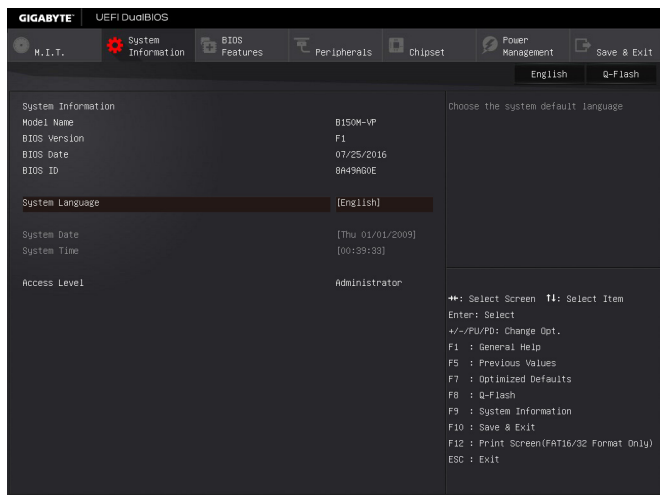 GIGABYTE™ UEFI DualBIOS
M.I.T. System Information BIOS Features Peripherals Chipset Power Management Save & Exit
English Q-Flash
System Information
Model Name B150M-VP
BIOS Version F1
BIOS Date 07/25/2016
BIOS ID 8A49AG0E
System Language [English]
System Date [Thu 01/01/2009]
System Time [00:39:33]
Access Level Administrator
Choose the system default language
→←: Select Screen ↑↓: Select Item
Enter: Select
+/-/PU/PD: Change Opt.
F1 : General Help
F5 : Previous Values
F7 : Optimized Defaults
F8 : Q-Flash
F9 : System Information
F10 : Save & Exit
F12 : Print Screen(FAT16/32 Format Only)
ESC : Exit